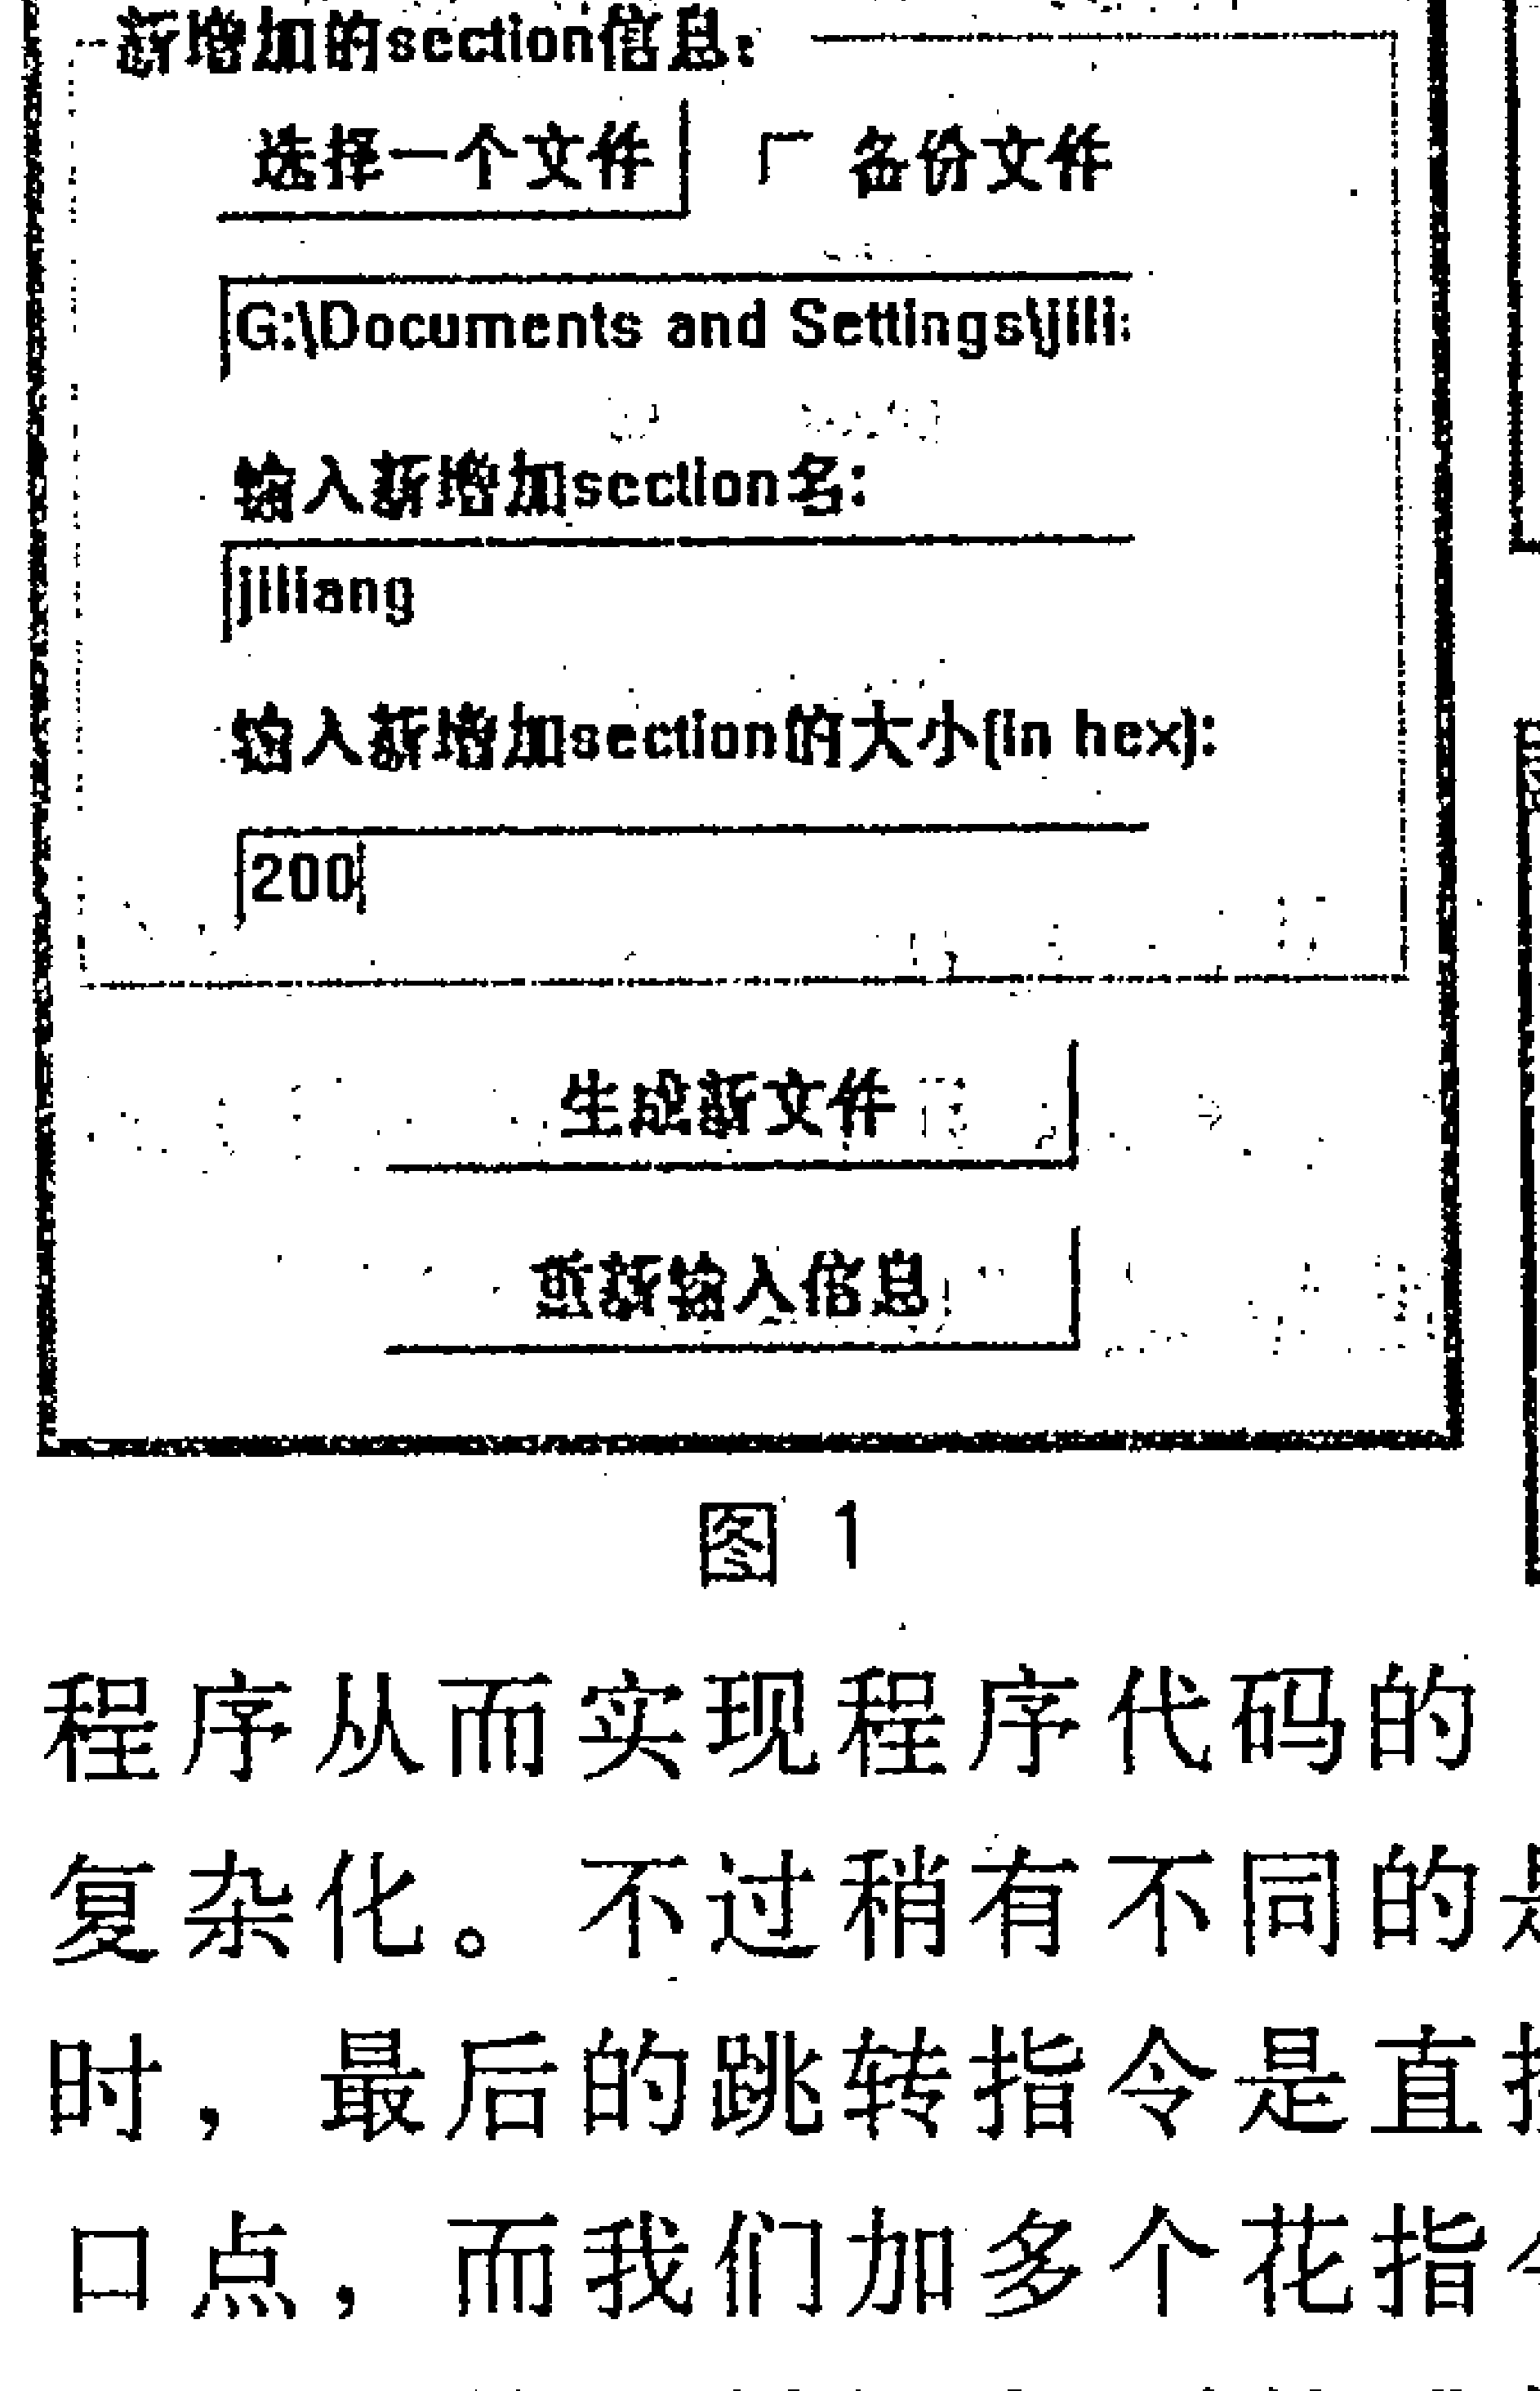 新增加的section信息:
选择一个文件 备份文件
G:\Documents and Settings\jili
输入新增加section名:
jiliang
输入新增加section的大小(in hex):
200
生成新文件
重新输入信息
图 1
程序从而实现程序代码的
复杂化。不过稍有不同的是
时，最后的跳转指令是直接
口点，而我们加多个花指令